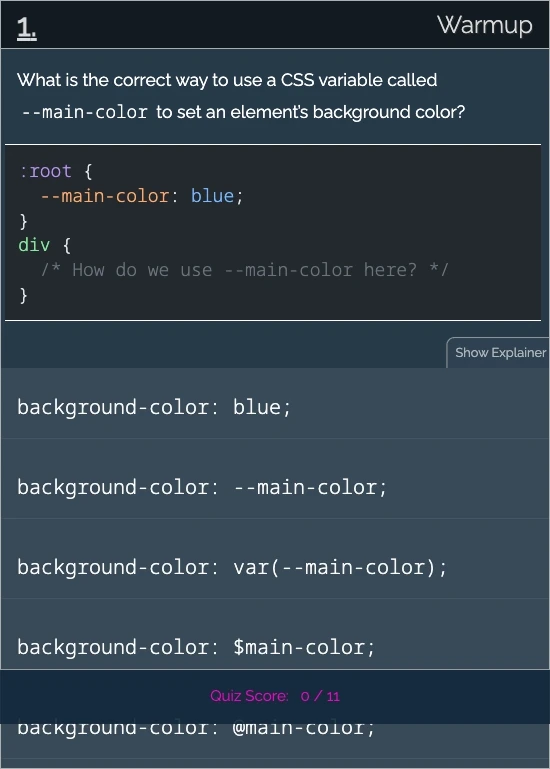 1.
Warmup
What is the correct way to use a CSS variable called
--main-color to set an element's background color?
:root {
  --main-color: blue;
}
div {
  /* How do we use --main-color here? */
}
Show Explainer
background-color: blue;
background-color: --main-color;
background-color: var(--main-color);
background-color: $main-color;
Quiz Score: 0 / 11
background-color: @main-color;